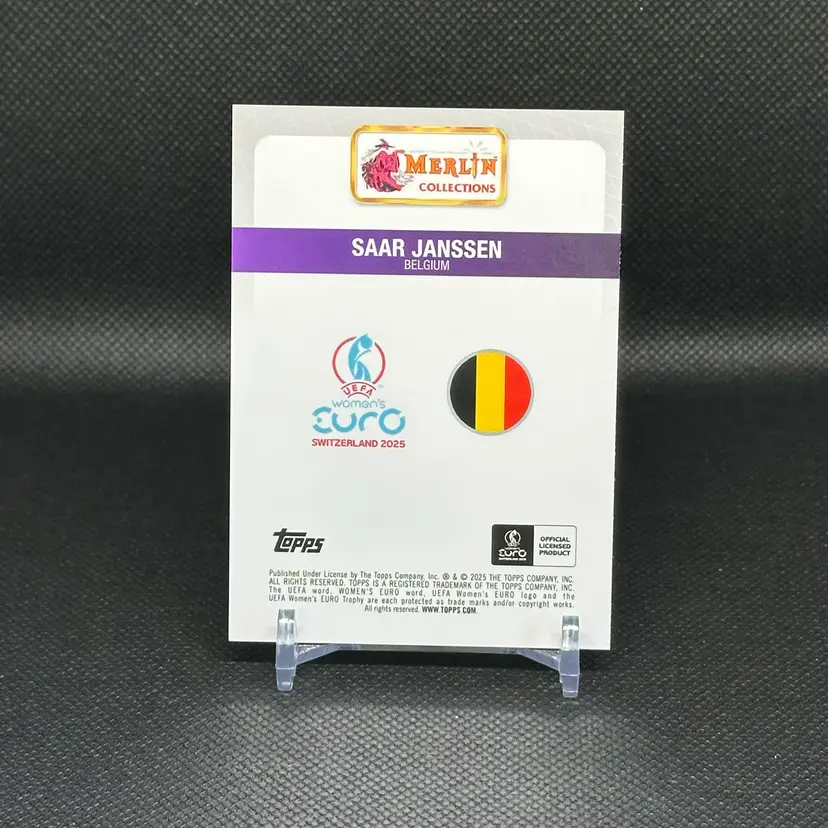 MERLIN
COLLECTIONS
SAAR JANSSEN
BELGIUM
UEFA
women's
EURO
SWITZERLAND 2025
Topps
EURO
SWITZERLAND 2025
OFFICIAL
LICENSED
PRODUCT
Published Under License by The Topps Company, Inc. ® & © 2025 THE TOPPS COMPANY, INC.
ALL RIGHTS RESERVED. TOPPS IS A REGISTERED TRADEMARK OF THE TOPPS COMPANY, INC.
The UEFA word, WOMEN'S EURO word, UEFA Women's EURO logo and the
UEFA Women's EURO Trophy are each protected as trade marks and/or copyright works.
All rights reserved. WWW.TOPPS.COM.